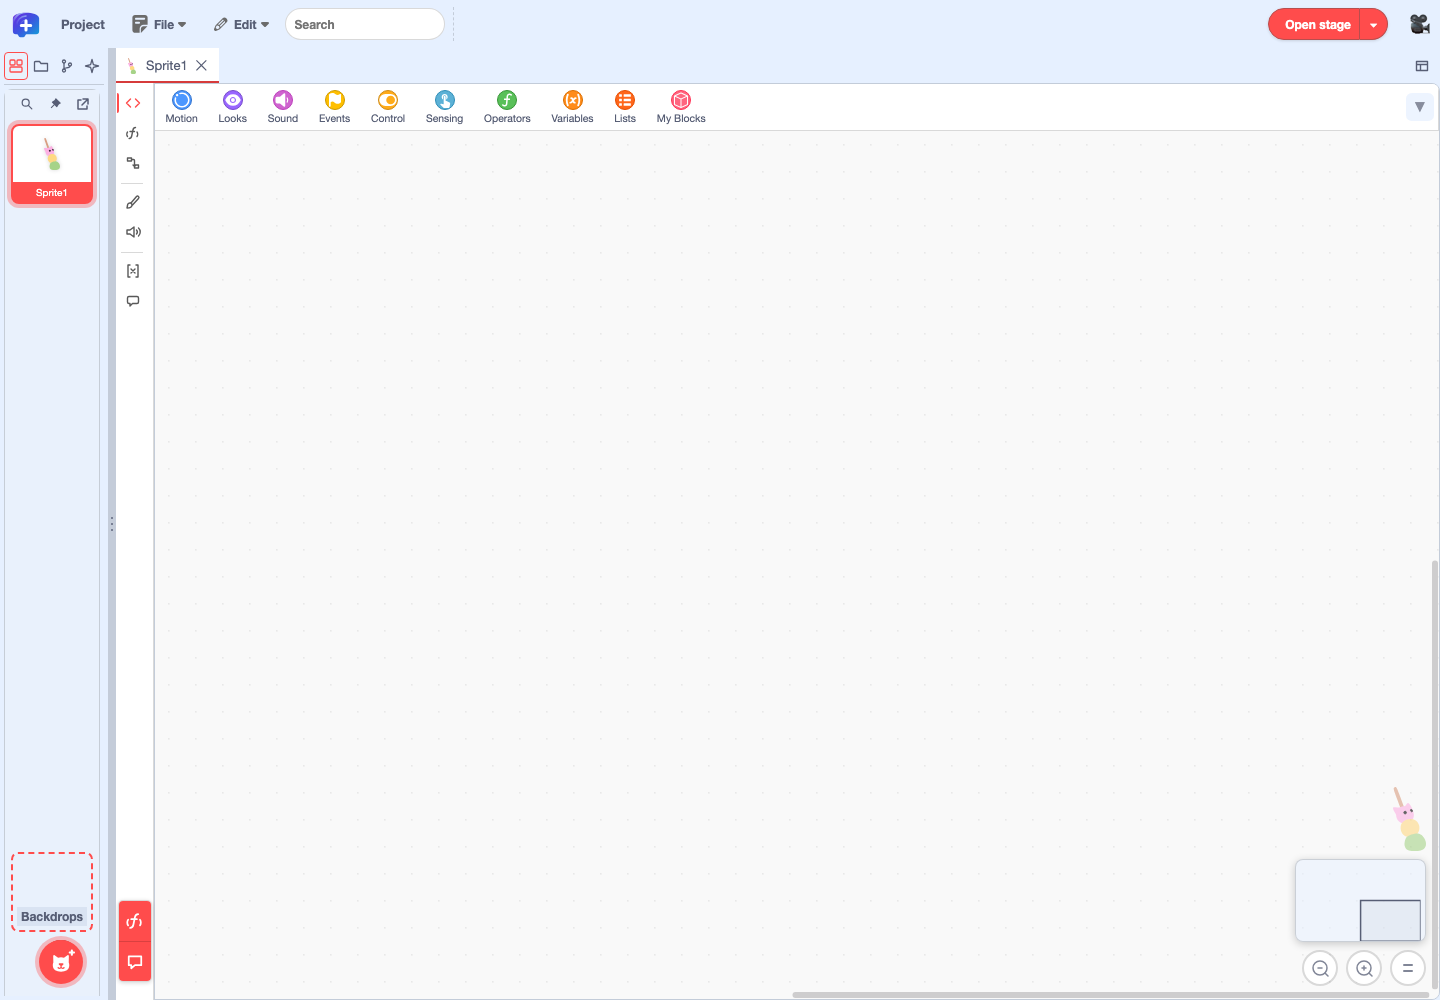 Project
File
Edit
Search
Open stage
Sprite1
Motion
Looks
Sound
Events
Control
Sensing
Operators
Variables
Lists
My Blocks
Sprite1
Backdrops